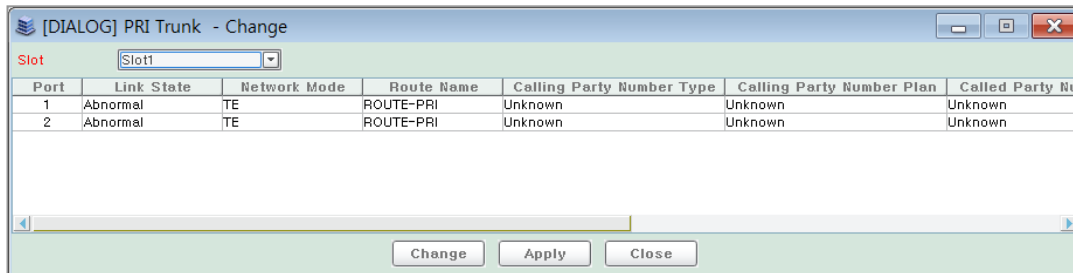 [DIALOG] PRI Trunk - Change
Slot Slot1
Port Link State Network Mode Route Name Calling Party Number Type Calling Party Number Plan Called Party Nu
1 Abnormal TE ROUTE-PRI Unknown Unknown Unknown
2 Abnormal TE ROUTE-PRI Unknown Unknown Unknown
Change Apply Close